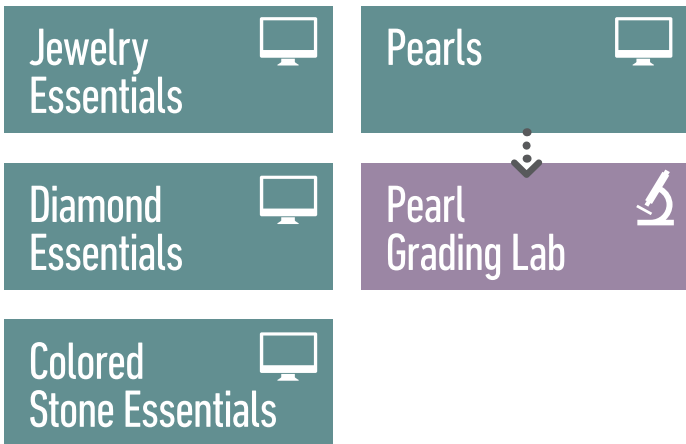 Jewelry
Essentials
Pearls
Diamond
Essentials
Pearl
Grading Lab
Colored
Stone Essentials